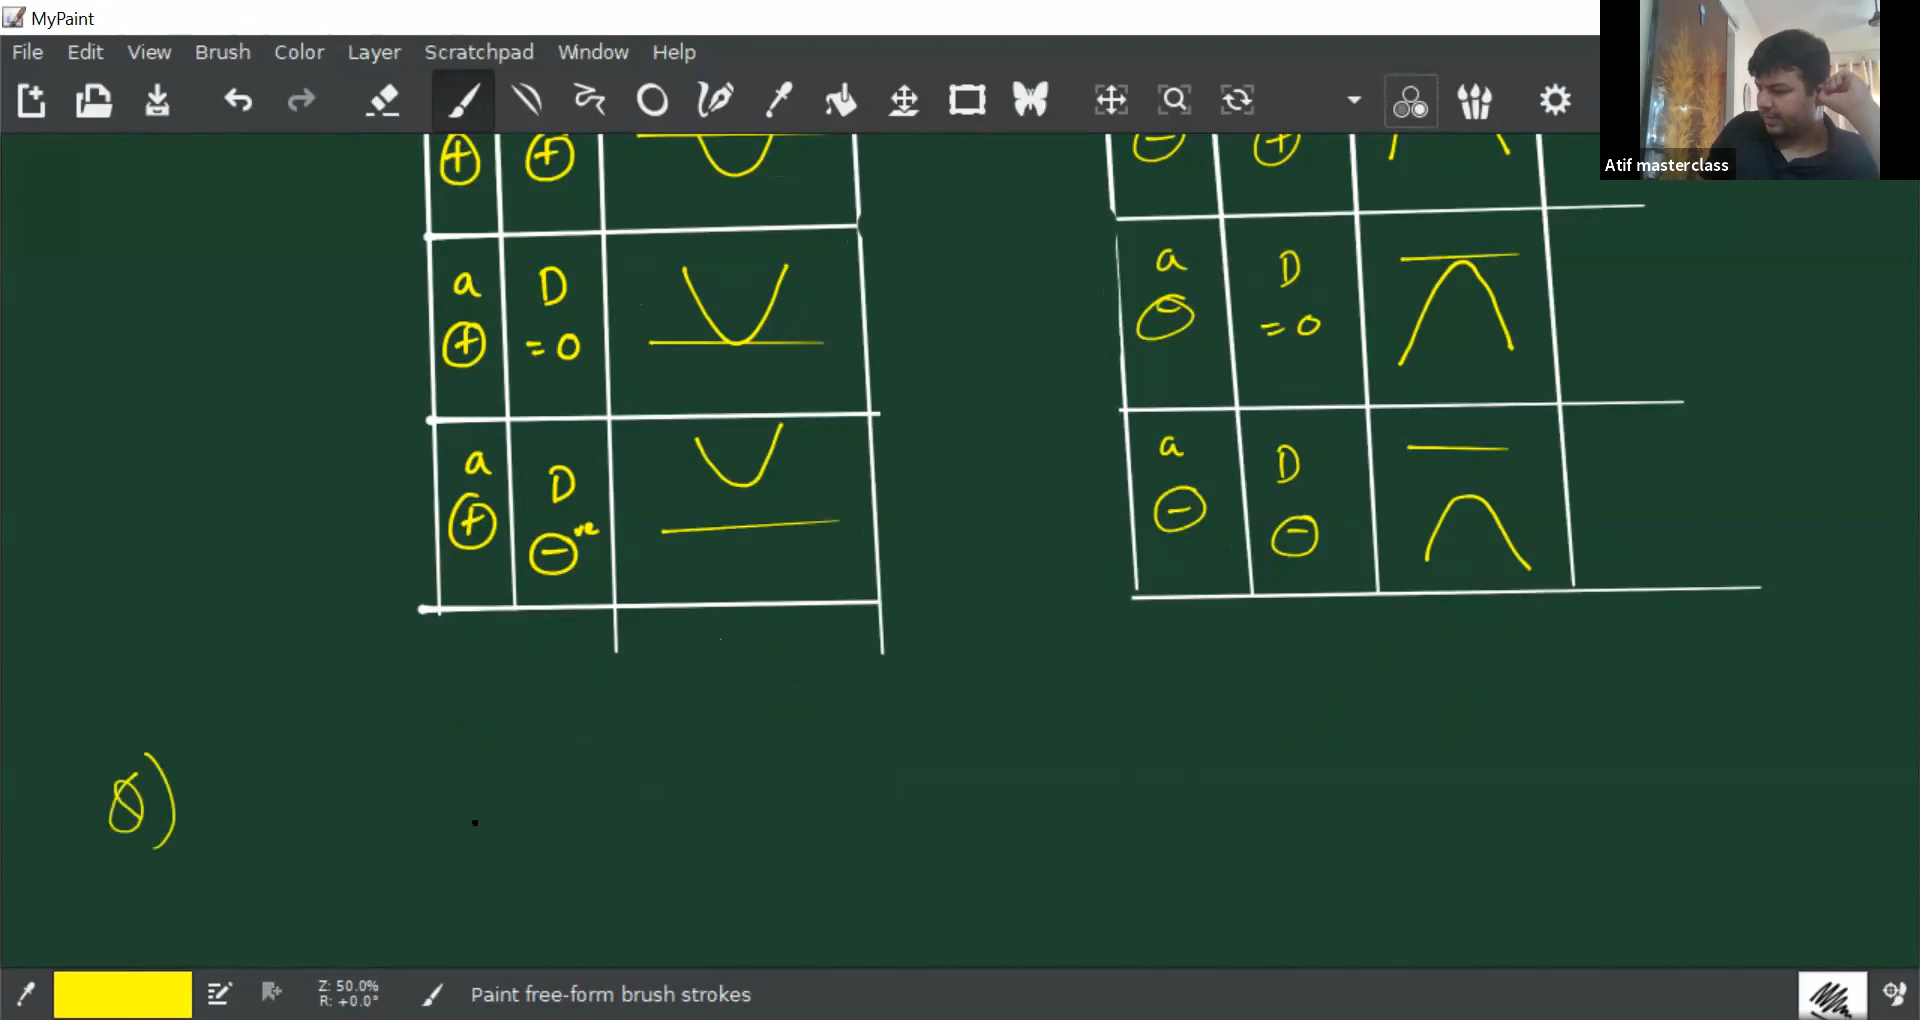 MyPaint
File Edit View Brush Color Layer Scratchpad Window Help
Atif masterclass
+ + - +
a D a D
+ = 0 - = 0
a D a D
+ - ve - -
Q)
Z: 50.0%
R: +0.0°
Paint free-form brush strokes